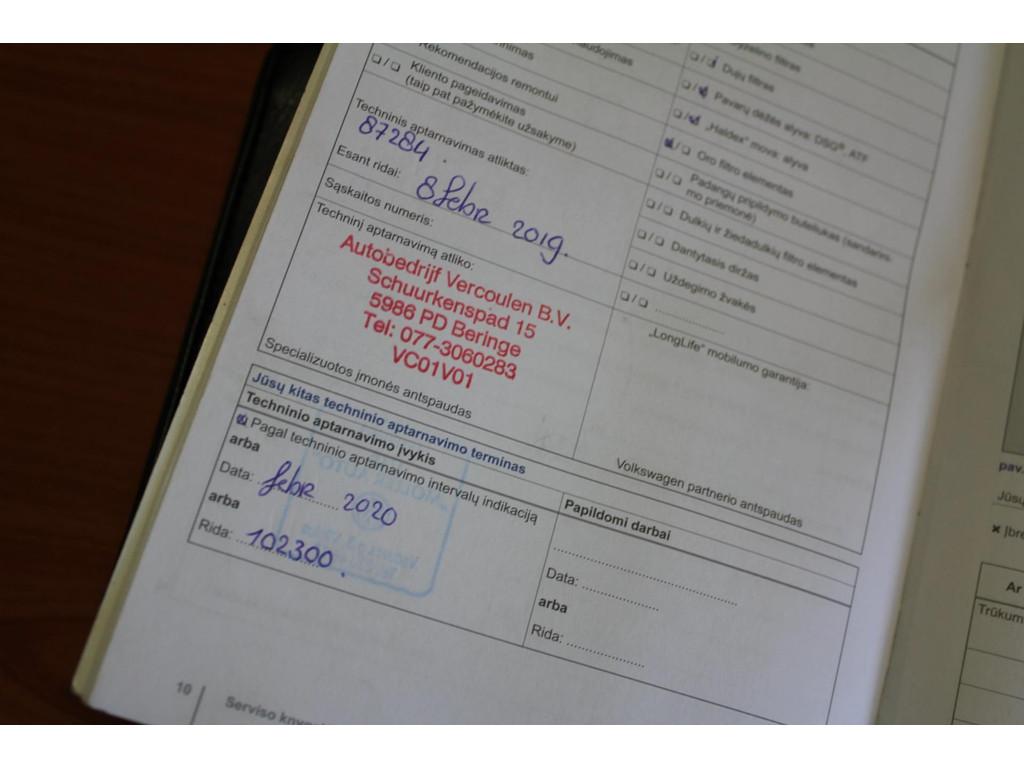 Rekomendacijos remontui
❏/❏ Kliento pageidavimas
(taip pat pažymėkite užsakyme)
Techninis aptarnavimas atliktas:
87284.
Esant ridai: 8 febr 2019.
Sąskaitos numeris:
Techninį aptarnavimą atliko:
Autobedrijf Vercoulen B.V.
Schuurkenspad 15
5986 PD Beringe
Tel: 077-3060283
VC01V01
Specializuotos įmonės antspaudas
❏/❏ Dujų filtras
❏/❏ Pavarų dėžės alyva: DSG®, ATF
❏/❏ „Haldex“ mova: alyva
❏/❏ Oro filtro elementas
❏/❏ Padangų pripildymo buteliukas (sandarini-
mo priemonė)
❏/❏ Dulkių ir žiedadulkių filtro elementas
❏/❏ Dantytasis diržas
❏/❏ Uždegimo žvakės
❏/❏ ....................
„LongLife“ mobilumo garantija:
Volkswagen partnerio antspaudas
Jūsų kitas techninio aptarnavimo terminas
Techninio aptarnavimo įvykis
❏ Pagal techninio aptarnavimo intervalų indikaciją
arba
Data: febr 2020
arba
Rida: 102300.
Papildomi darbai
Data: ....................
arba
Rida: ....................
10
Serviso
pav.
Jūsų
Ar
Trūkum